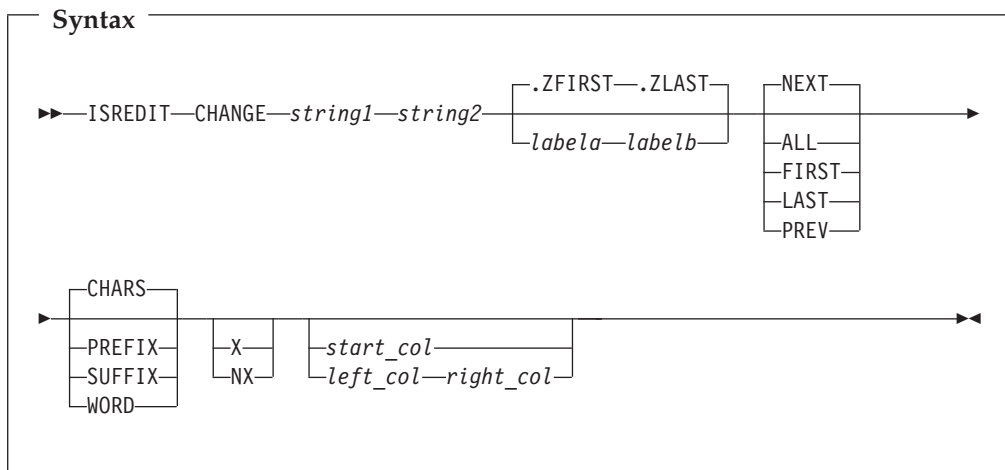 Syntax
.ZFIRST .ZLAST NEXT
ISREDIT CHANGE string1 string2
labela labelb ALL
FIRST
LAST
PREV
CHARS
PREFIX X start_col
SUFFIX NX left_col right_col
WORD